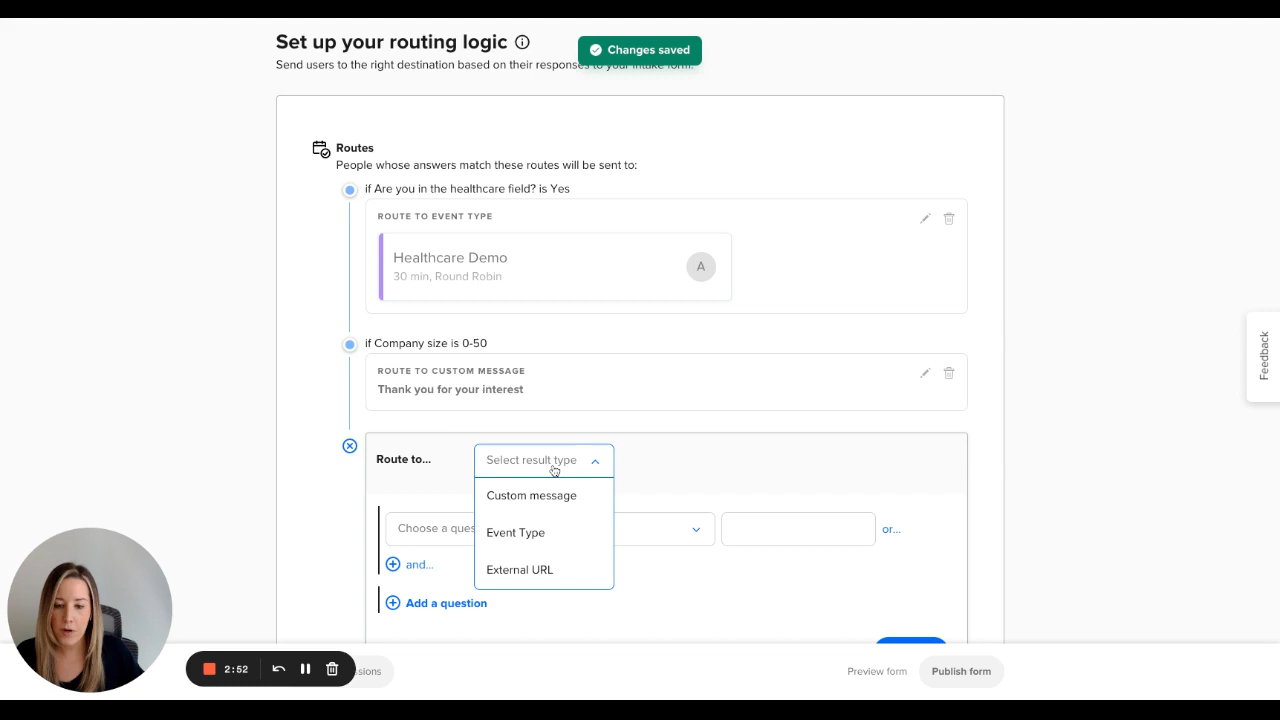 Set up your routing logic
Changes saved
Send users to the right destination based on their responses to your intake form.
Routes
People whose answers match these routes will be sent to:
if Are you in the healthcare field? is Yes
ROUTE TO EVENT TYPE
Healthcare Demo
30 min, Round Robin
A
if Company size is 0-50
ROUTE TO CUSTOM MESSAGE
Thank you for your interest
Route to...
Select result type
Custom message
Event Type
External URL
Choose a ques
or...
and...
Add a question
Feedback
2:52
Preview form
Publish form